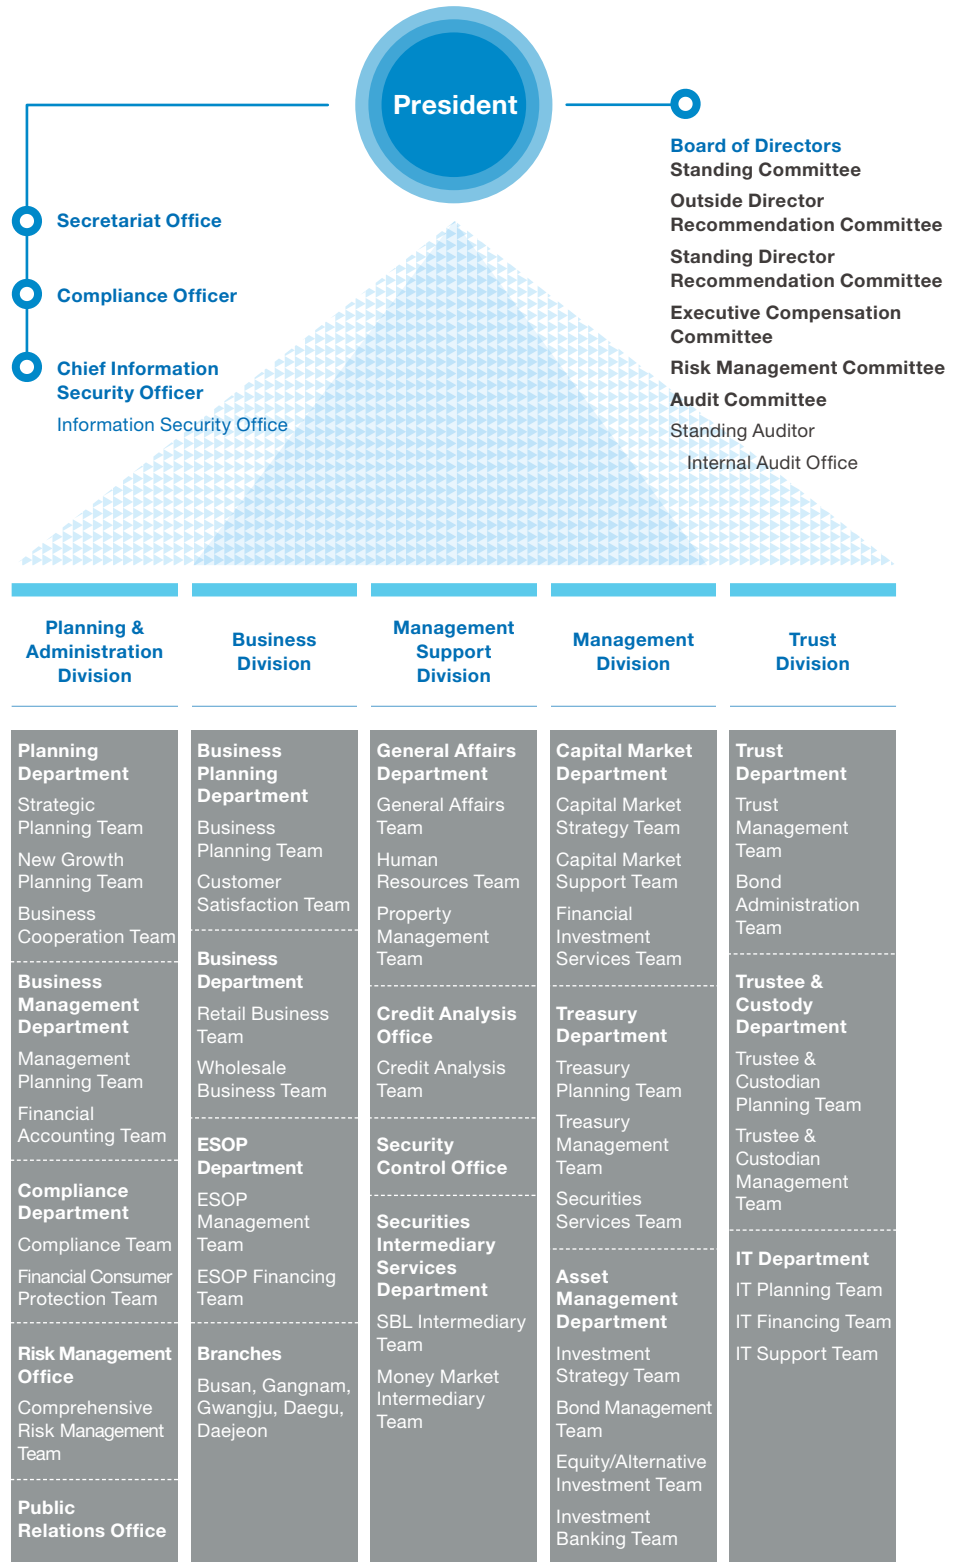 President
Secretariat Office
Compliance Officer
Chief Information
Security Officer
Information Security Office
Board of Directors
Standing Committee
Outside Director
Recommendation Committee
Standing Director
Recommendation Committee
Executive Compensation
Committee
Risk Management Committee
Audit Committee
Standing Auditor
Internal Audit Office
Planning &
Administration
Division
Planning
Department
Strategic
Planning Team
New Growth
Planning Team
Business
Cooperation Team
Business
Management
Department
Management
Planning Team
Financial
Accounting Team
Compliance
Department
Compliance Team
Financial Consumer
Protection Team
Risk Management
Office
Comprehensive
Risk Management
Team
Public
Relations Office
Business
Division
Business
Planning
Department
Business
Planning Team
Customer
Satisfaction Team
Business
Department
Retail Business
Team
Wholesale
Business Team
ESOP
Department
ESOP
Management
Team
ESOP Financing
Team
Branches
Busan, Gangnam,
Gwangju, Daegu,
Daejeon
Management
Support
Division
General Affairs
Department
General Affairs
Team
Human
Resources Team
Property
Management
Team
Credit Analysis
Office
Credit Analysis
Team
Security
Control Office
Securities
Intermediary
Services
Department
SBL Intermediary
Team
Money Market
Intermediary
Team
Management
Division
Capital Market
Department
Capital Market
Strategy Team
Capital Market
Support Team
Financial
Investment
Services Team
Treasury
Department
Treasury
Planning Team
Treasury
Management
Team
Securities
Services Team
Asset
Management
Department
Investment
Strategy Team
Bond Management
Team
Equity/Alternative
Investment Team
Investment
Banking Team
Trust
Division
Trust
Department
Trust
Management
Team
Bond
Administration
Team
Trustee &
Custody
Department
Trustee &
Custodian
Planning Team
Trustee &
Custodian
Management
Team
IT Department
IT Planning Team
IT Financing Team
IT Support Team